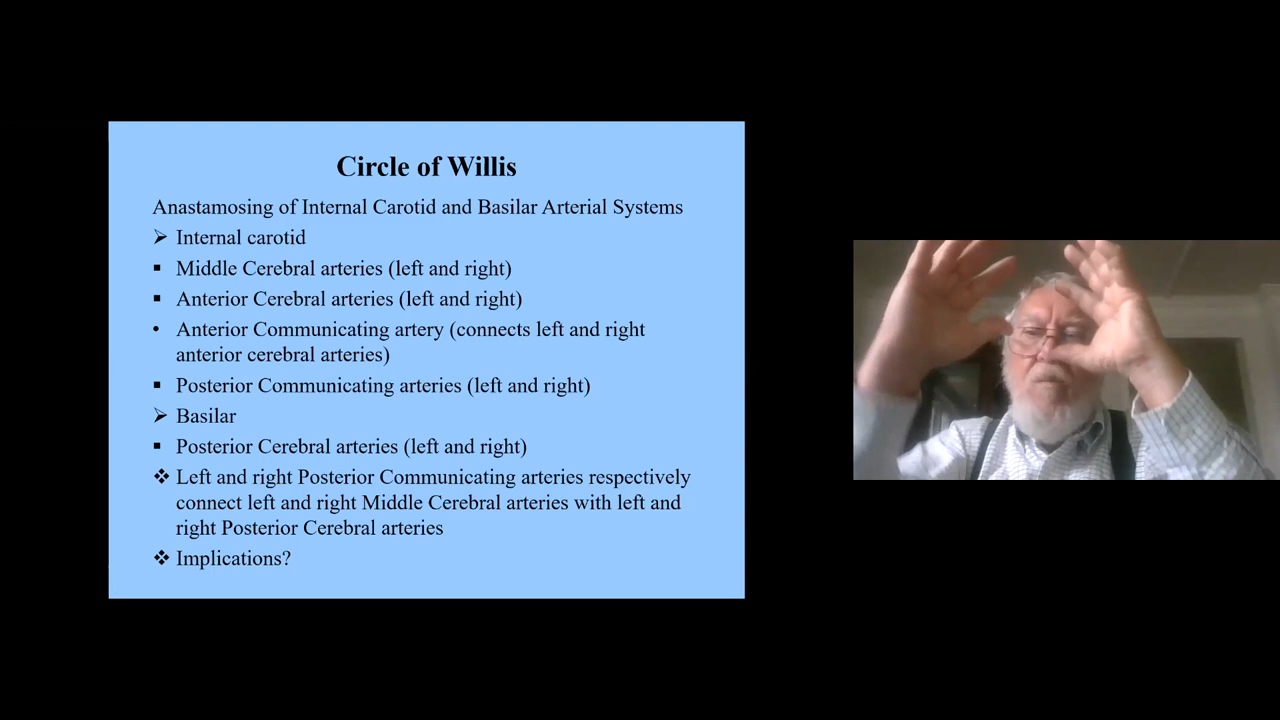 Circle of Willis
Anastamosing of Internal Carotid and Basilar Arterial Systems
➢ Internal carotid
▪ Middle Cerebral arteries (left and right)
▪ Anterior Cerebral arteries (left and right)
• Anterior Communicating artery (connects left and right
anterior cerebral arteries)
▪ Posterior Communicating arteries (left and right)
➢ Basilar
▪ Posterior Cerebral arteries (left and right)
❖ Left and right Posterior Communicating arteries respectively
connect left and right Middle Cerebral arteries with left and
right Posterior Cerebral arteries
❖ Implications?